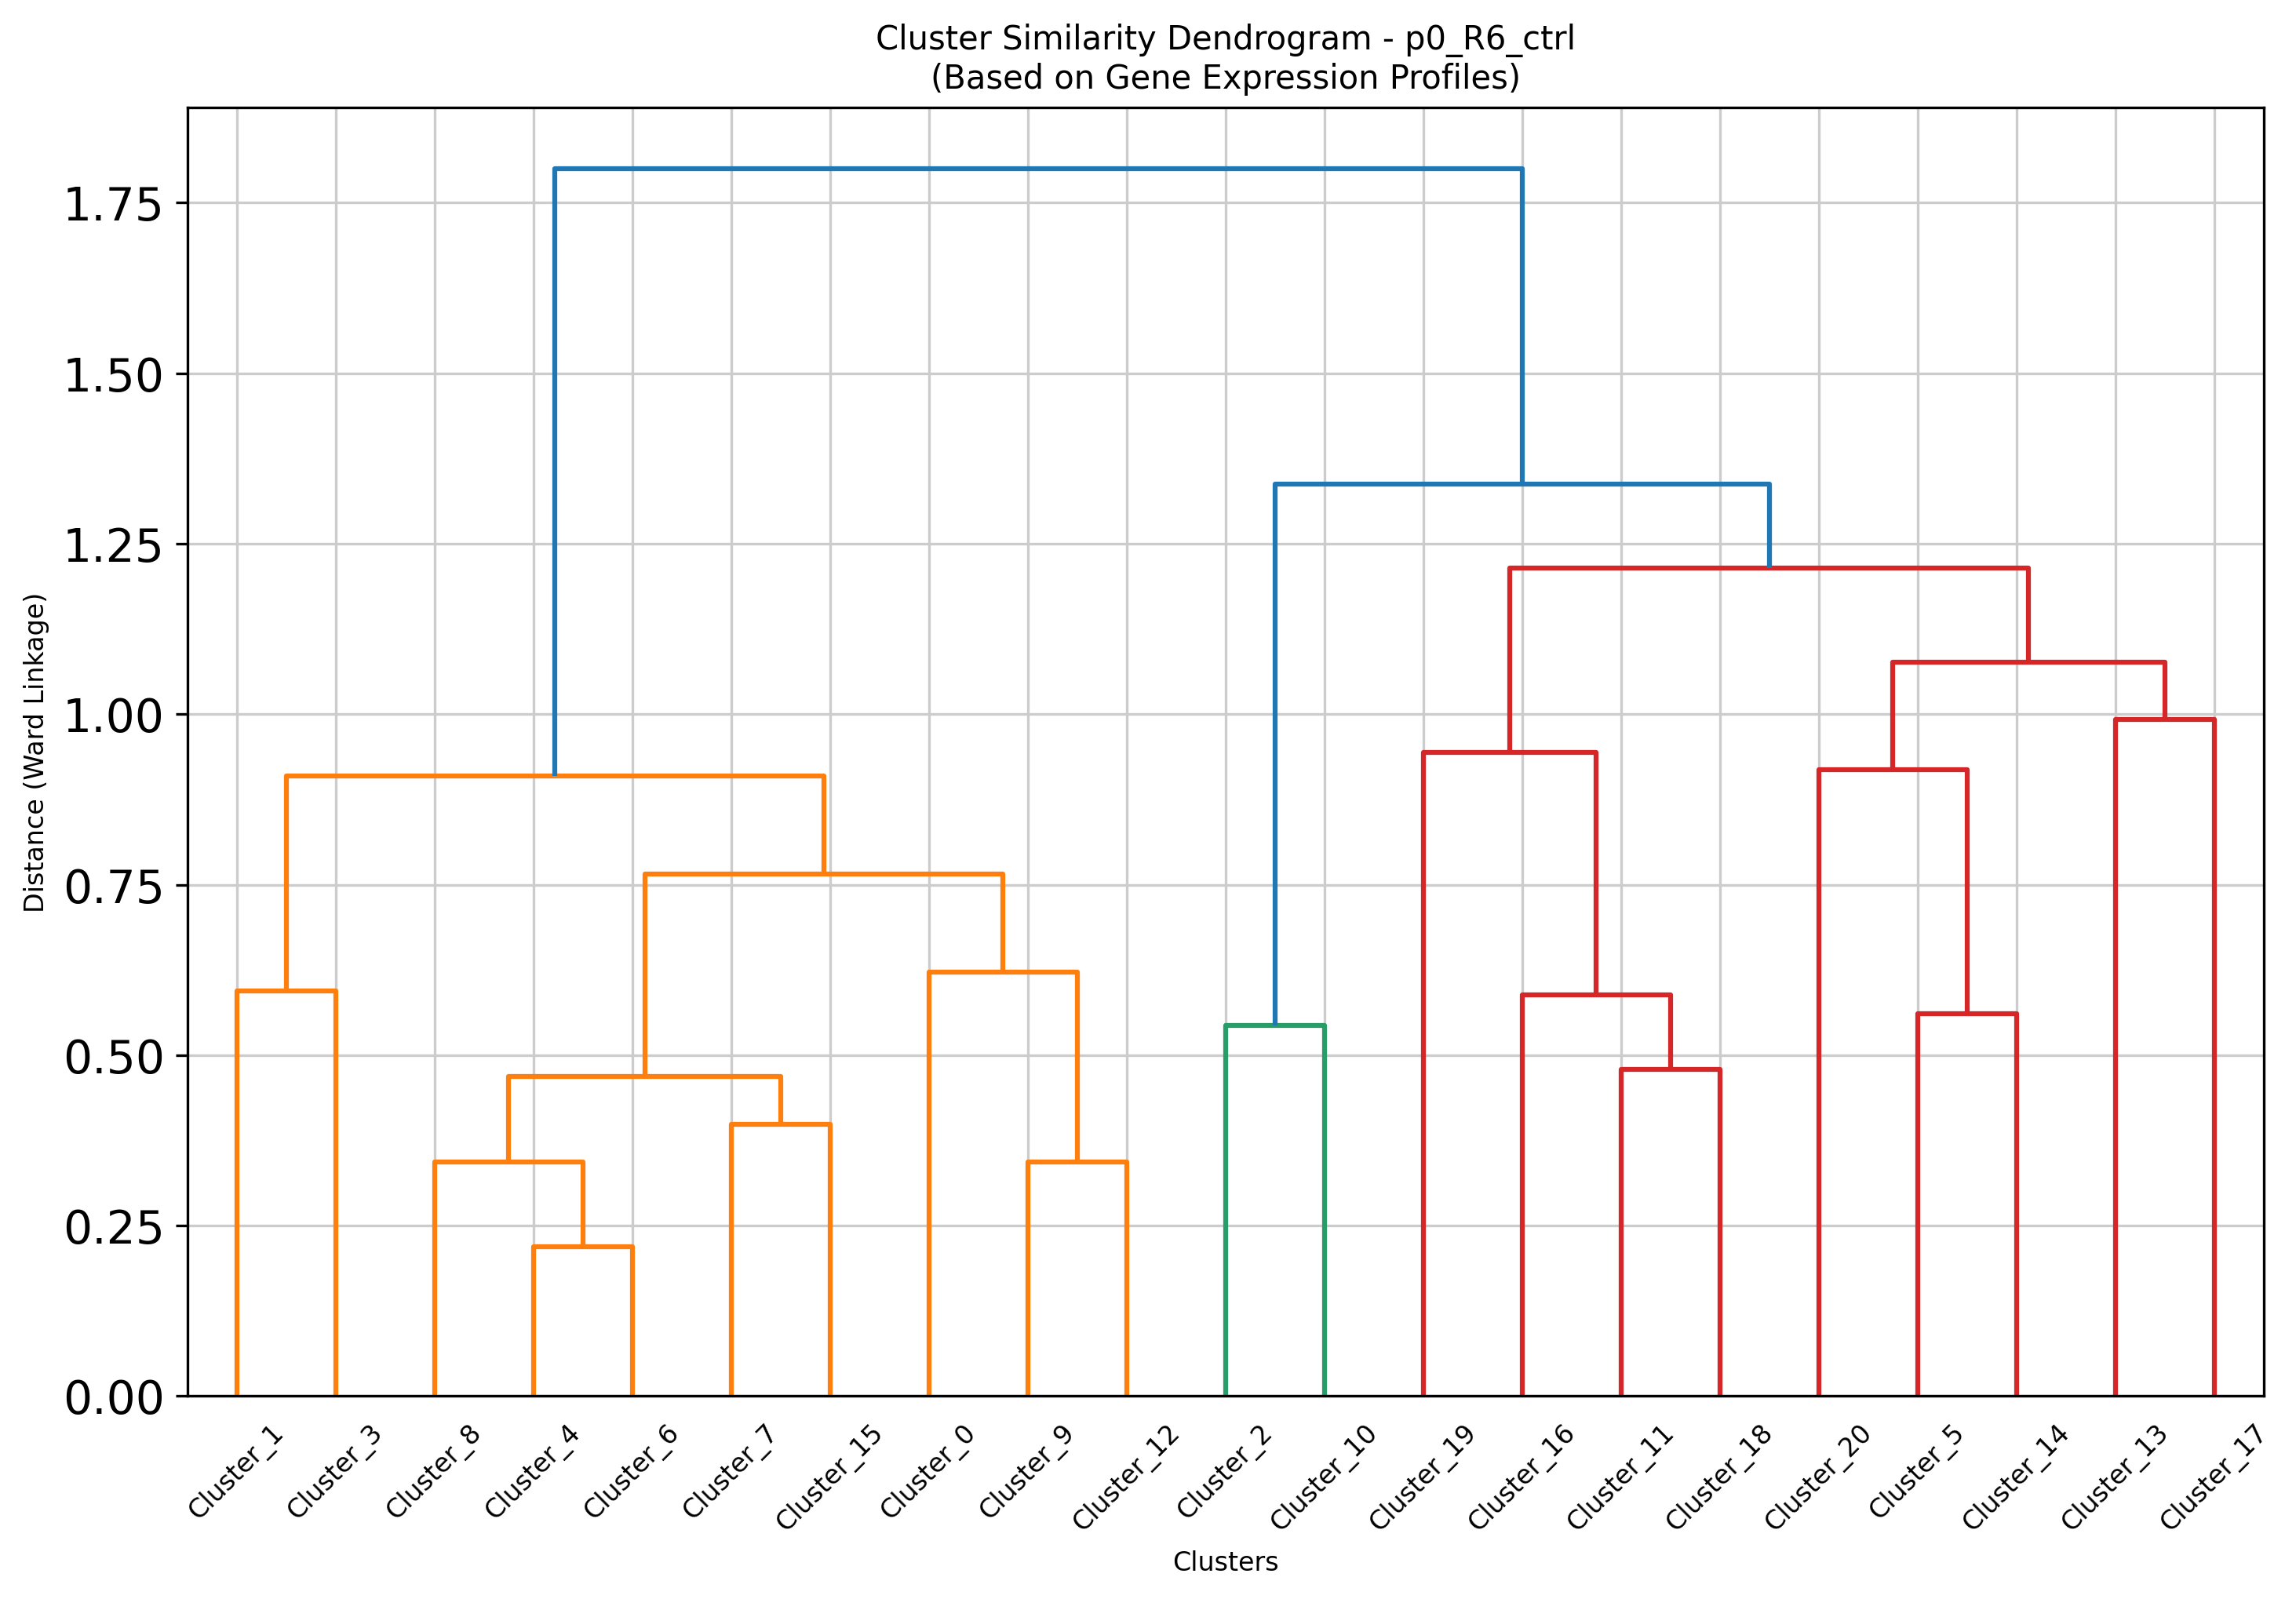 Cluster Similarity Dendrogram - p0_R6_ctrl
(Based on Gene Expression Profiles)
Distance (Ward Linkage)
1.75
1.50
1.25
1.00
0.75
0.50
0.25
0.00
Cluster_1
Cluster_3
Cluster_8
Cluster_4
Cluster_6
Cluster_7
Cluster_15
Cluster_0
Cluster_9
Cluster_12
Cluster_2
Cluster_10
Cluster_19
Cluster_16
Cluster_11
Cluster_18
Cluster_20
Cluster_5
Cluster_14
Cluster_13
Cluster_17
Clusters